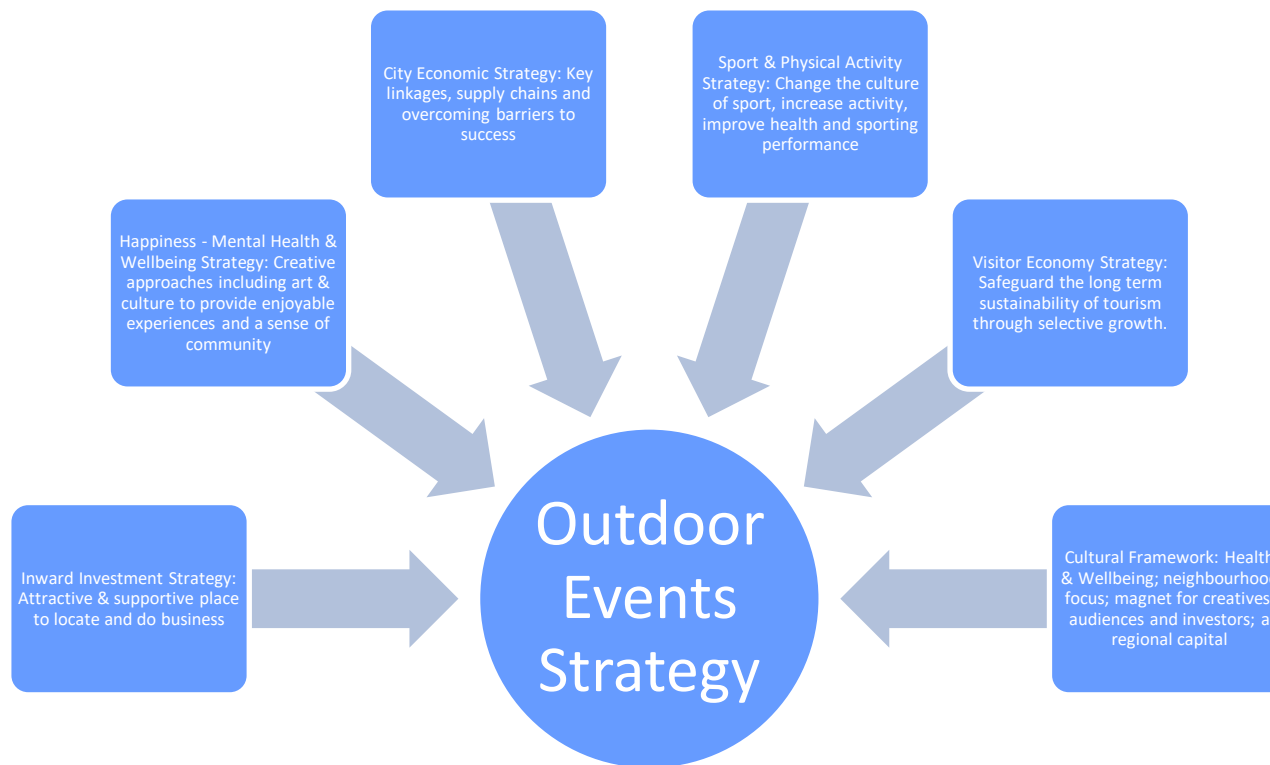 City Economic Strategy: Key
linkages, supply chains and
overcoming barriers to
success
Sport & Physical Activity
Strategy: Change the culture
of sport, increase activity,
improve health and sporting
performance
Happiness - Mental Health &
Wellbeing Strategy: Creative
approaches including art &
culture to provide enjoyable
experiences and a sense of
community
Visitor Economy Strategy:
Safeguard the long term
sustainability of tourism
through selective growth.
Inward Investment Strategy:
Attractive & supportive place
to locate and do business
Outdoor
Events
Strategy
Cultural Framework: Health
& Wellbeing; neighbourhood
focus; magnet for creatives
audiences and investors; a
regional capital